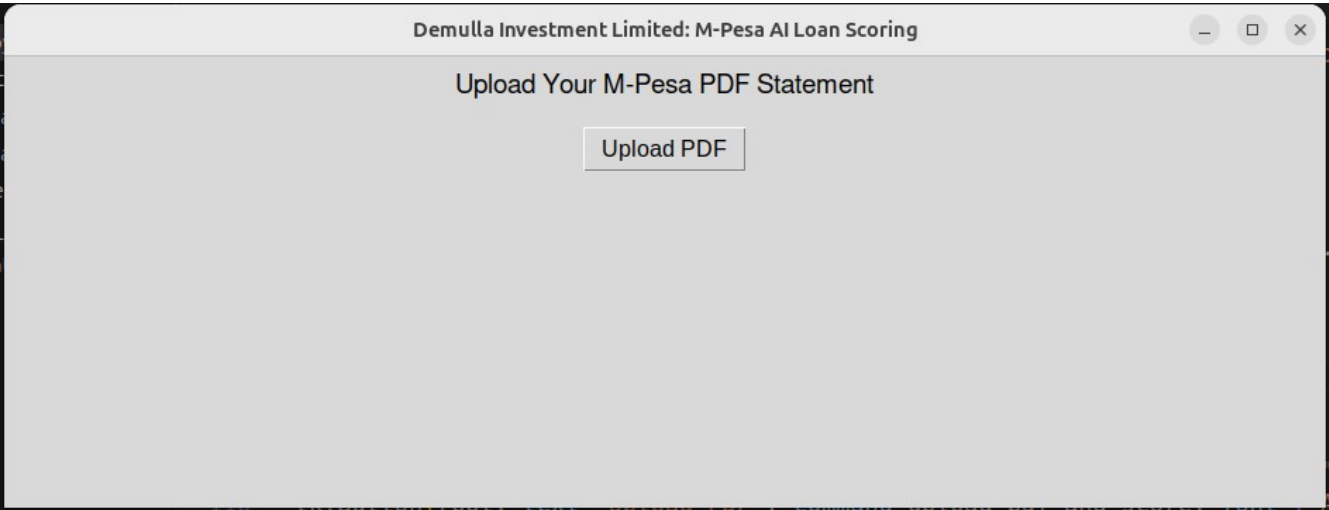 Demulla Investment Limited: M-Pesa AI Loan Scoring
Upload Your M-Pesa PDF Statement
Upload PDF